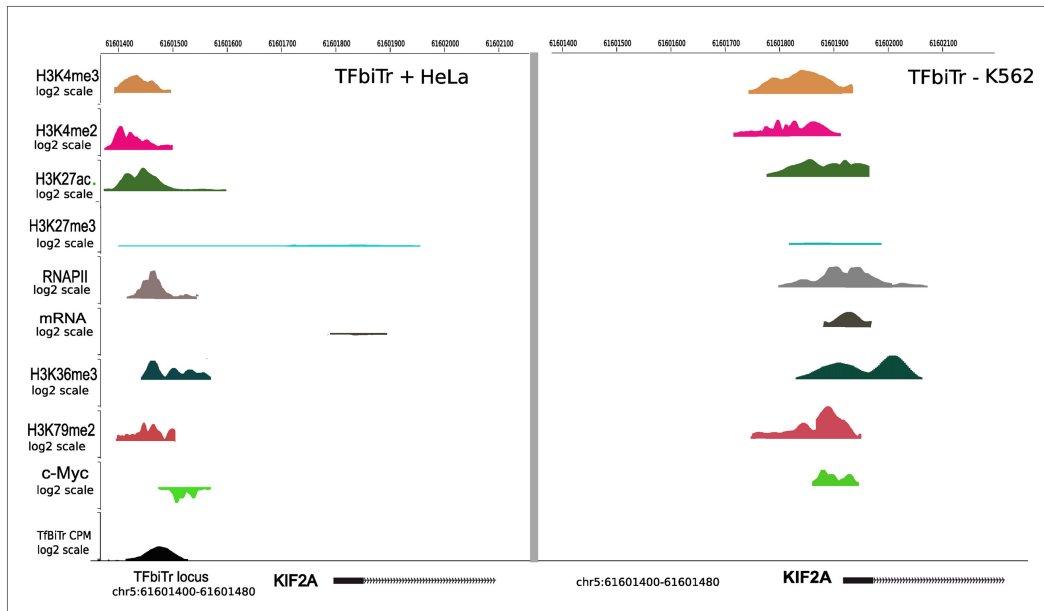 61601400 61601500 61601600 61601700 61601800 61601900 61602000 61602100
61601400 61601500 61601600 61601700 61601800 61601900 61602000 61602100
TFbiTr + HeLa
TFbiTr - K562
H3K4me3
log2 scale
H3K4me2
log2 scale
H3K27ac
log2 scale
H3K27me3
log2 scale
RNAPII
log2 scale
mRNA
log2 scale
H3K36me3
log2 scale
H3K79me2
log2 scale
c-Myc
log2 scale
TfBiTr CPM
log2 scale
TFbiTr locus
chr5:61601400-61601480
KIF2A
chr5:61601400-61601480
KIF2A